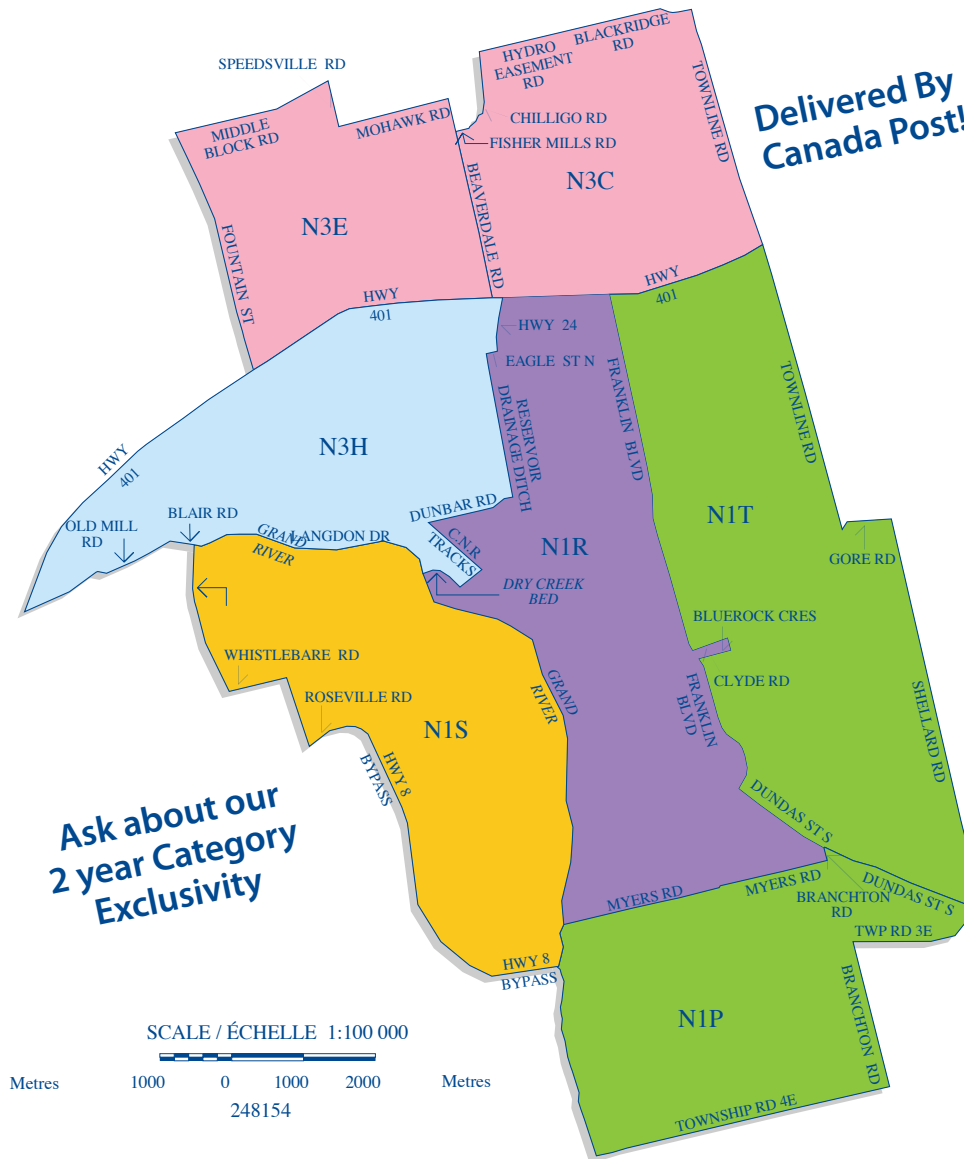 SPEEDSVILLE RD
MIDDLE
BLOCK RD
MOHAWK RD
HYDRO
EASEMENT
RD
BLACKRIDGE
RD
TOWNLINE RD
CHILLIGO RD
FISHER MILLS RD
Delivered By
Canada Post!
N3E
N3C
BEAVERDALE RD
FOUNTAIN ST
HWY
401
HWY
401
HWY 24
EAGLE ST N
RESERVOIR
DRAINAGE DITCH
FRANKLIN BLVD
TOWNLINE RD
HWY
401
N3H
DUNBAR RD
C.N.R
TRACKS
N1R
N1T
GORE RD
OLD MILL
RD
BLAIR RD
GRAND
RIVER
LANGDON DR
DRY CREEK
BED
BLUEROCK CRES
CLYDE RD
WHISTLEBARE RD
ROSEVILLE RD
GRAND
RIVER
FRANKLIN
BLVD
SHELLARD RD
N1S
HWY 8
BYPASS
DUNDAS ST S
Ask about our
2 year Category
Exclusivity
MYERS RD
MYERS RD
BRANCHTON
RD
DUNDAS ST S
TWP RD 3E
HWY 8
BYPASS
N1P
BRANCHTON RD
TOWNSHIP RD 4E
SCALE / ÉCHELLE 1:100 000
Metres 1000 0 1000 2000 Metres
248154